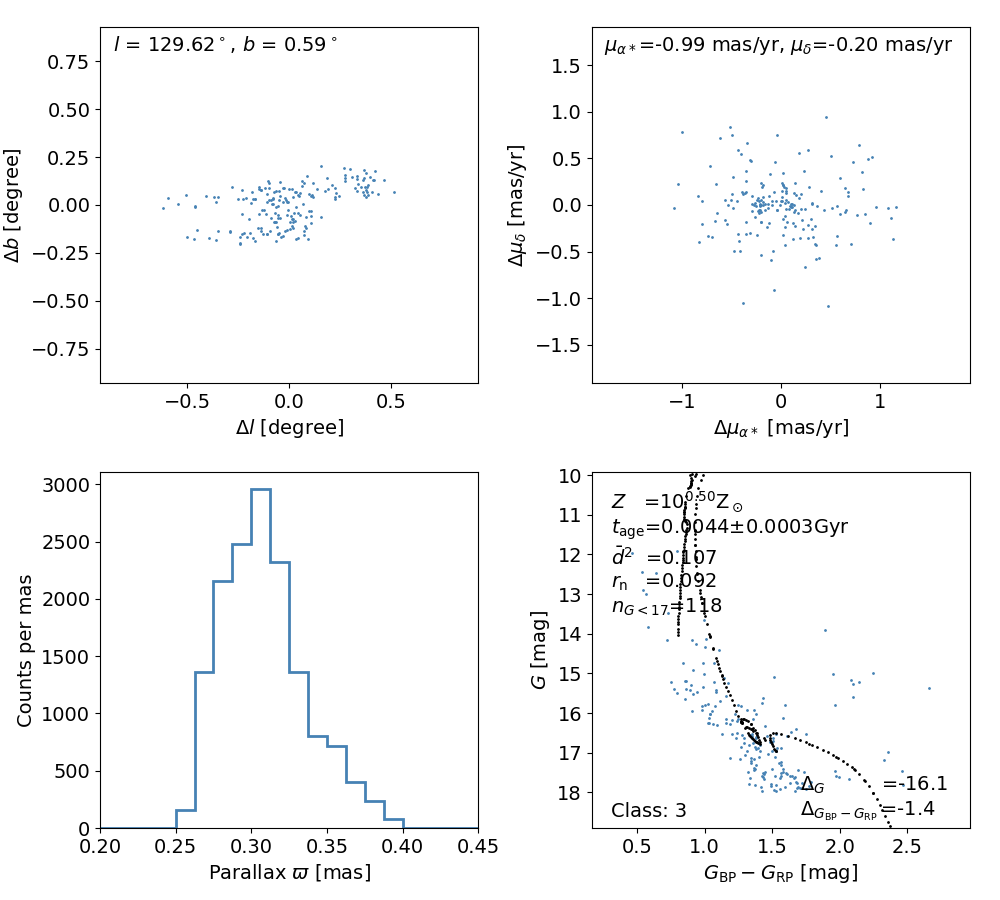 l = 129.62°, b = 0.59°
0.75
0.50
0.25
0.00
−0.25
−0.50
−0.75
Δb [degree]
−0.5 0.0 0.5
Δl [degree]
μα*=-0.99 mas/yr, μδ=-0.20 mas/yr
1.5
1.0
0.5
0.0
−0.5
−1.0
−1.5
Δμδ [mas/yr]
−1 0 1
Δμα* [mas/yr]
3000
2500
2000
1500
1000
500
0
Counts per mas
0.20 0.25 0.30 0.35 0.40 0.45
Parallax ϖ [mas]
Z =10^0.50 Z⊙
t_age=0.0044±0.0003Gyr
d̄² =0.107
r_n =0.092
n_G<17=118
10
11
12
13
14
15
16
17
18
G [mag]
Δ_G =-16.1
Δ_GBP−GRP =-1.4
Class: 3
0.5 1.0 1.5 2.0 2.5
G_BP − G_RP [mag]